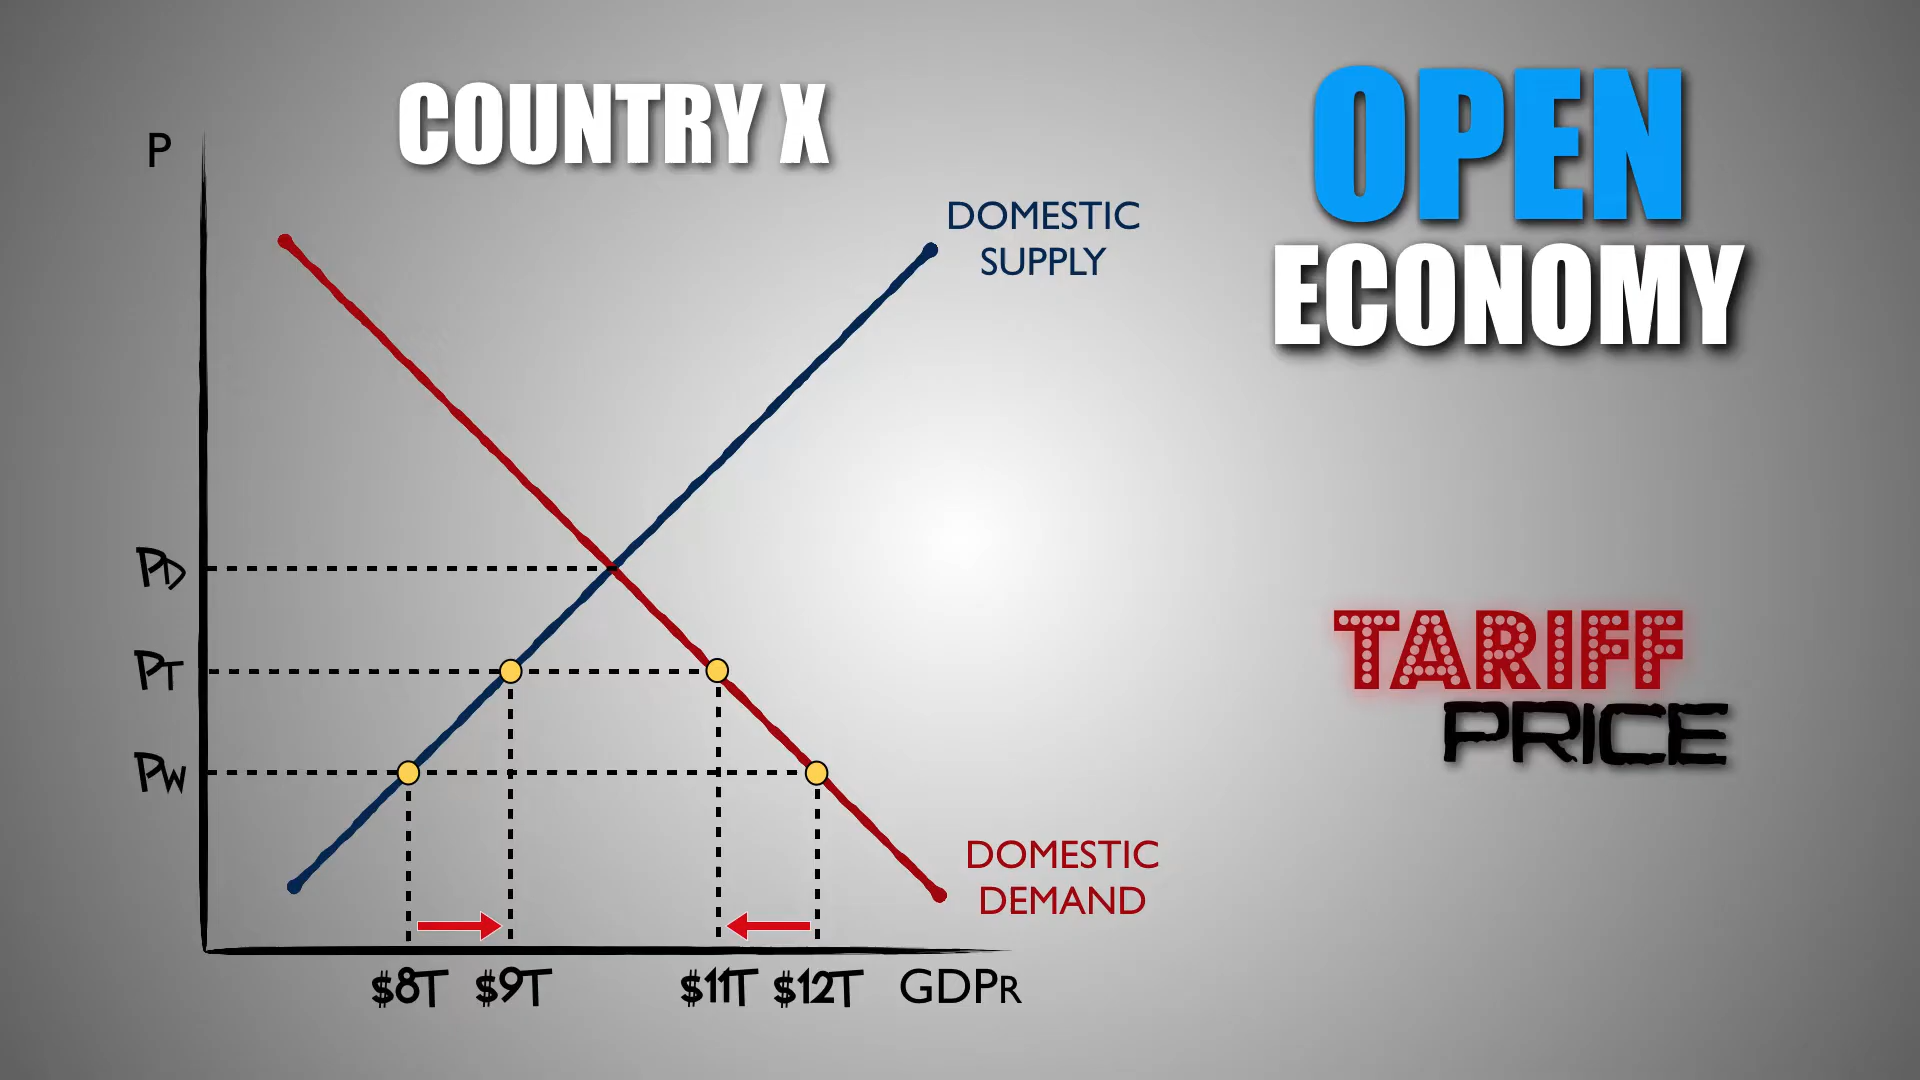 COUNTRY X
OPEN
ECONOMY
P
DOMESTIC
SUPPLY
PD
PT
PW
TARIFF
PRICE
DOMESTIC
DEMAND
$8T $9T $11T $12T GDPR